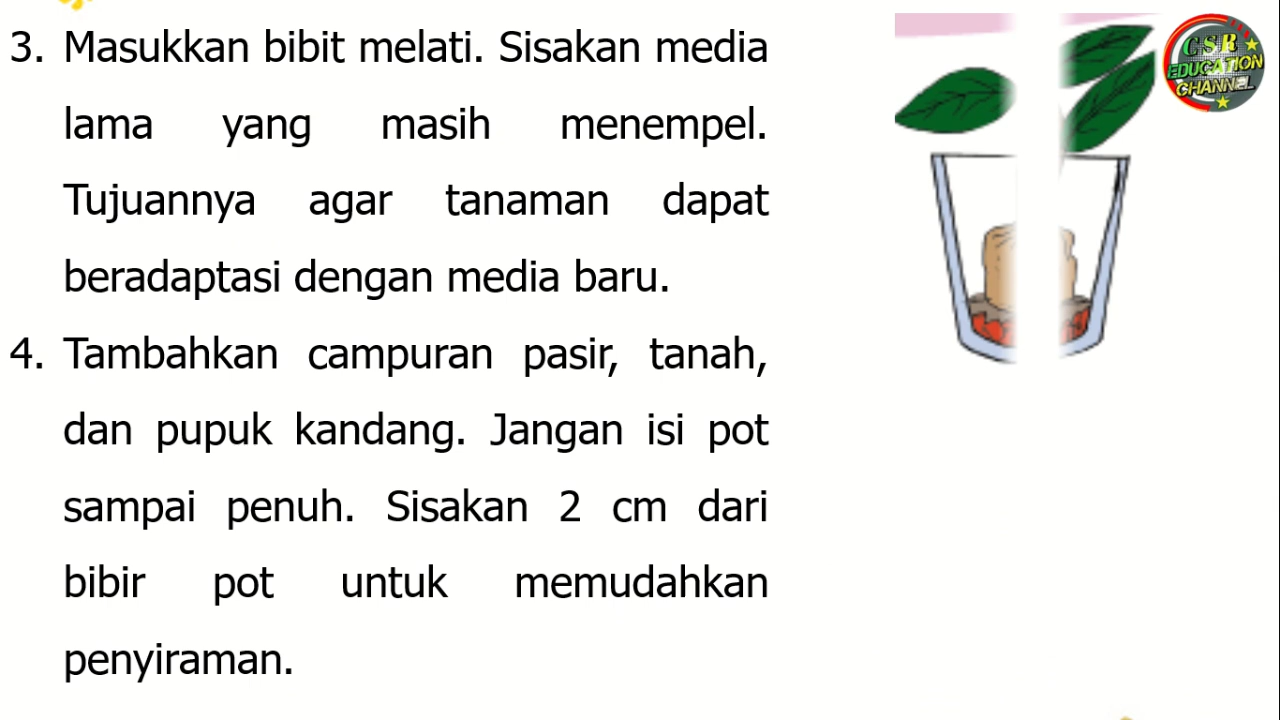 3. Masukkan bibit melati. Sisakan media
lama yang masih menempel.
Tujuannya agar tanaman dapat
beradaptasi dengan media baru.
4. Tambahkan campuran pasir, tanah,
dan pupuk kandang. Jangan isi pot
sampai penuh. Sisakan 2 cm dari
bibir pot untuk memudahkan
penyiraman.
CSR
EDUCATION
CHANNEL